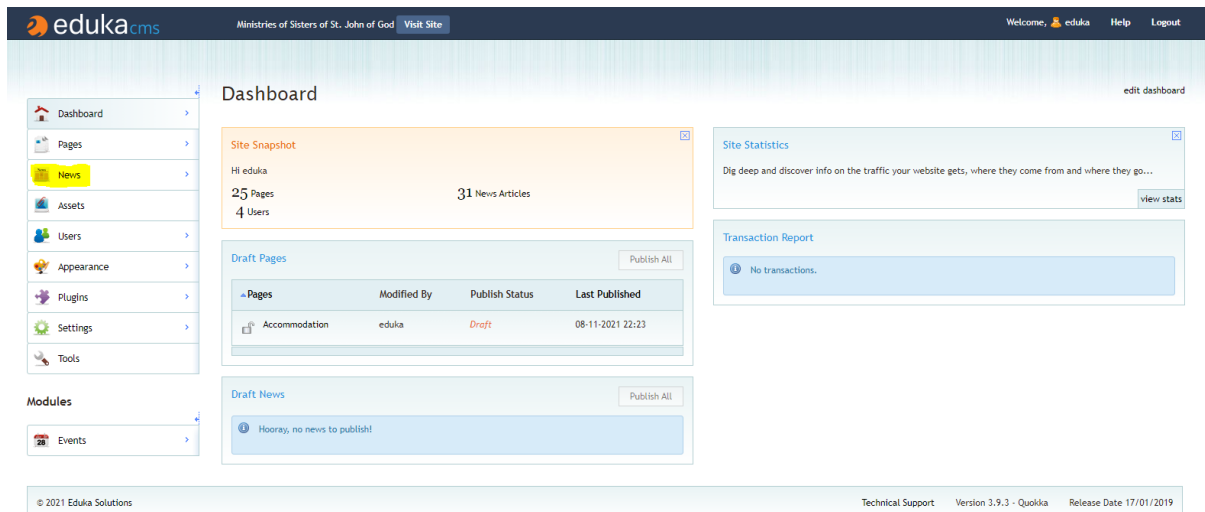 edukacms
Ministries of Sisters of St. John of God Visit Site
Welcome, eduka Help Logout
Dashboard
Pages
News
Assets
Users
Appearance
Plugins
Settings
Tools
Modules
28 Events
Dashboard
edit dashboard
Site Snapshot
Hi eduka
25 Pages 31 News Articles
4 Users
Draft Pages Publish All
Pages Modified By Publish Status Last Published
Accommodation eduka Draft 08-11-2021 22:23
Draft News Publish All
Hooray, no news to publish!
Site Statistics
Dig deep and discover info on the traffic your website gets, where they come from and where they go...
view stats
Transaction Report
No transactions.
© 2021 Eduka Solutions
Technical Support Version 3.9.3 - Quokka Release Date 17/01/2019